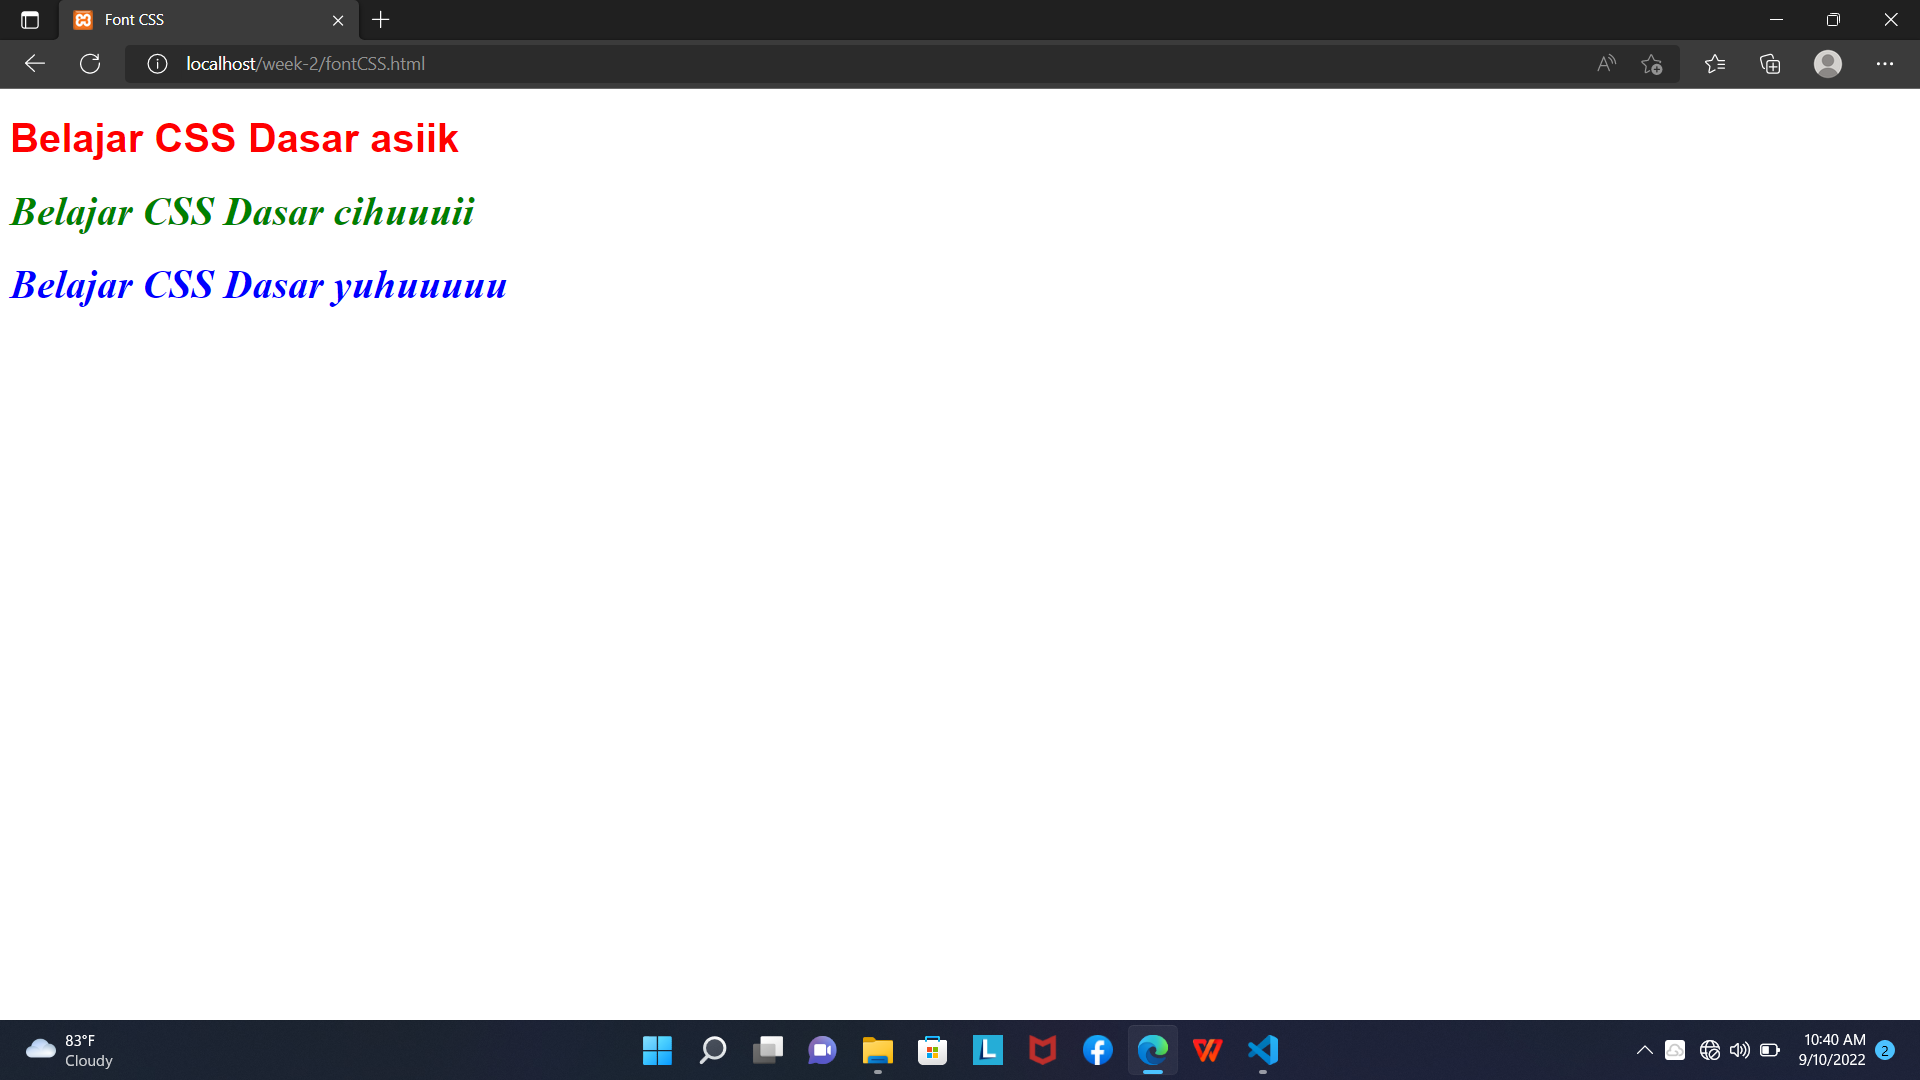 Font CSS
localhost/week-2/fontCSS.html
Belajar CSS Dasar asiik
Belajar CSS Dasar cihuuuii
Belajar CSS Dasar yuhuuuuu
83°F
Cloudy
10:40 AM
9/10/2022
2